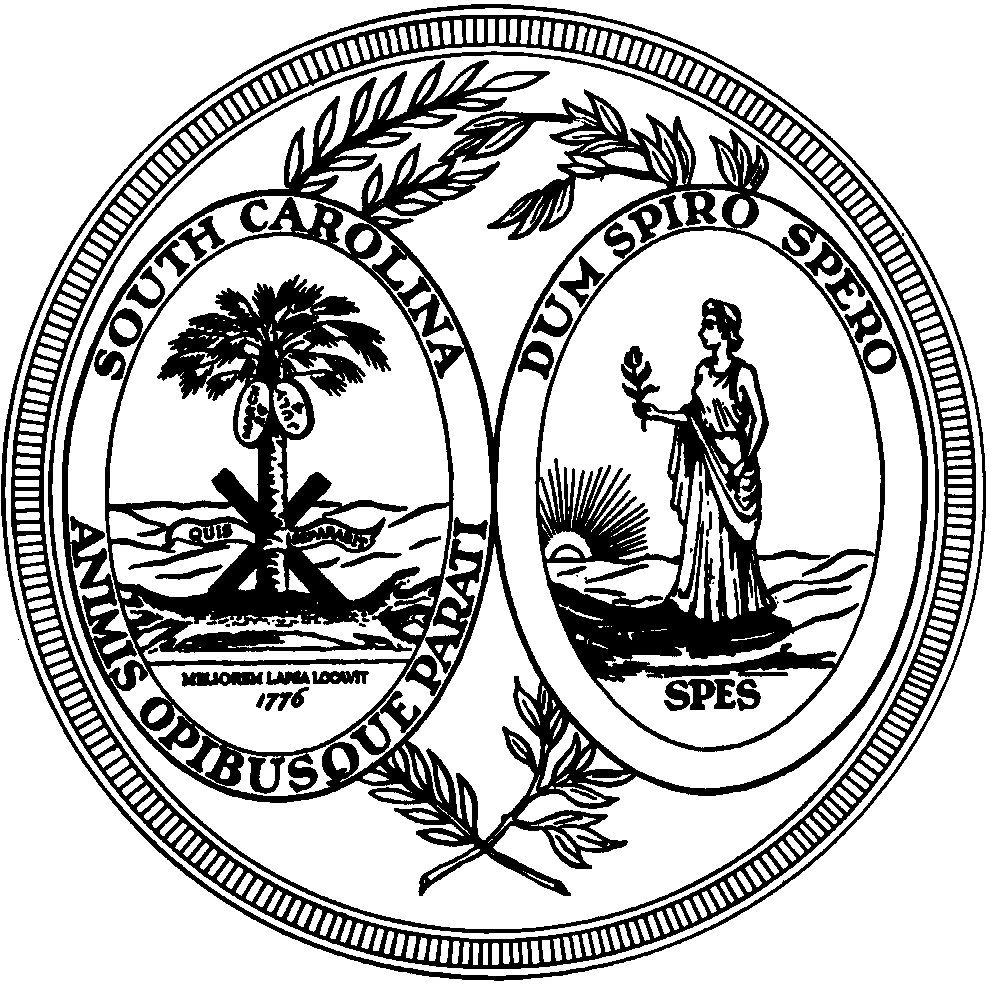 SOUTH CAROLINA
QUIS SEPARABIT
MELIOREM LAPSA LOCAVIT
1776
ANIMIS OPIBUSQUE PARATI
DUM SPIRO SPERO
SPES